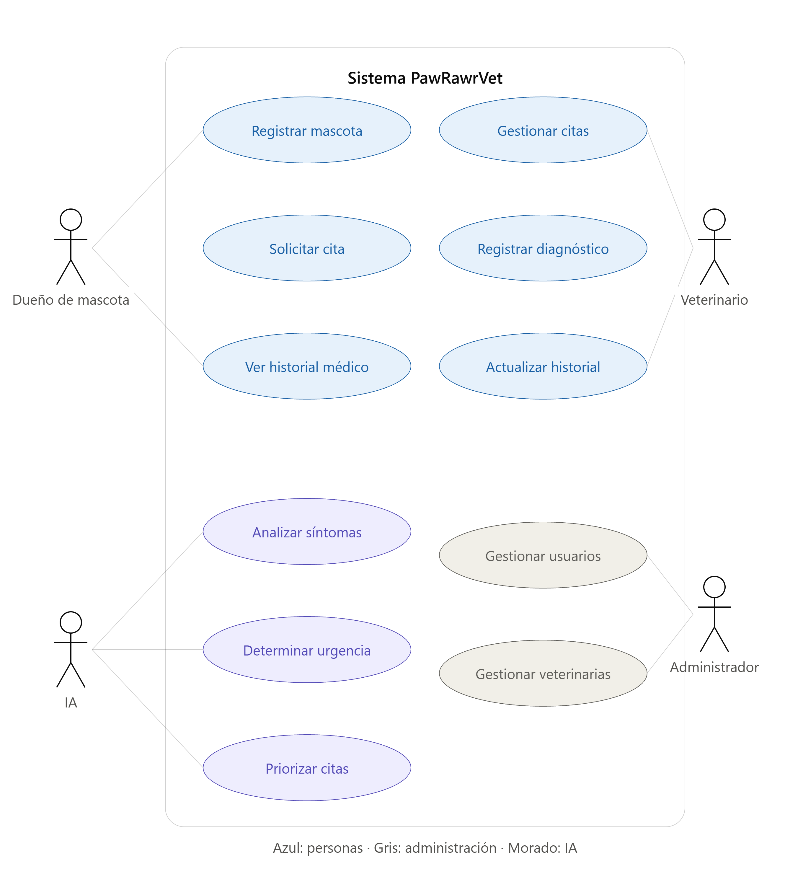 Sistema PawRawrVet
Registrar mascota
Gestionar citas
Solicitar cita
Registrar diagnóstico
Dueño de mascota
Veterinario
Ver historial médico
Actualizar historial
Analizar síntomas
Gestionar usuarios
Determinar urgencia
Administrador
Gestionar veterinarias
IA
Priorizar citas
Azul: personas · Gris: administración · Morado: IA